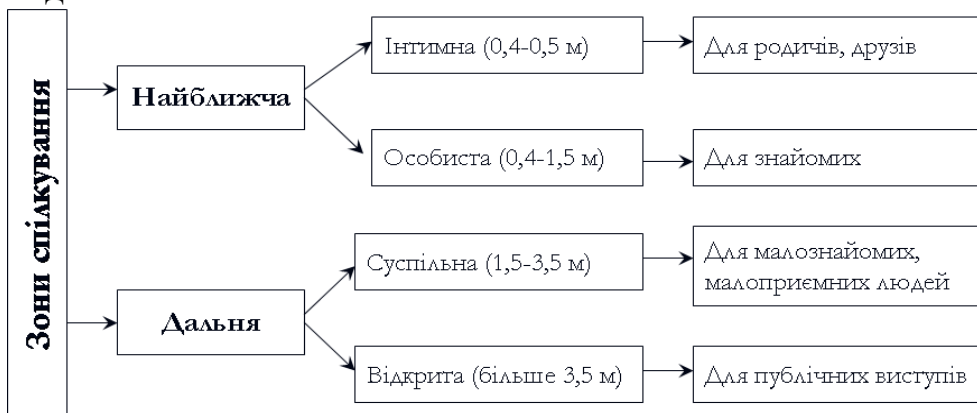 Зони спілкування
Найближча
Інтимна (0,4-0,5 м)
Для родичів, друзів
Особиста (0,4-1,5 м)
Для знайомих
Дальня
Суспільна (1,5-3,5 м)
Для малознайомих,
малоприємних людей
Відкрита (більше 3,5 м)
Для публічних виступів